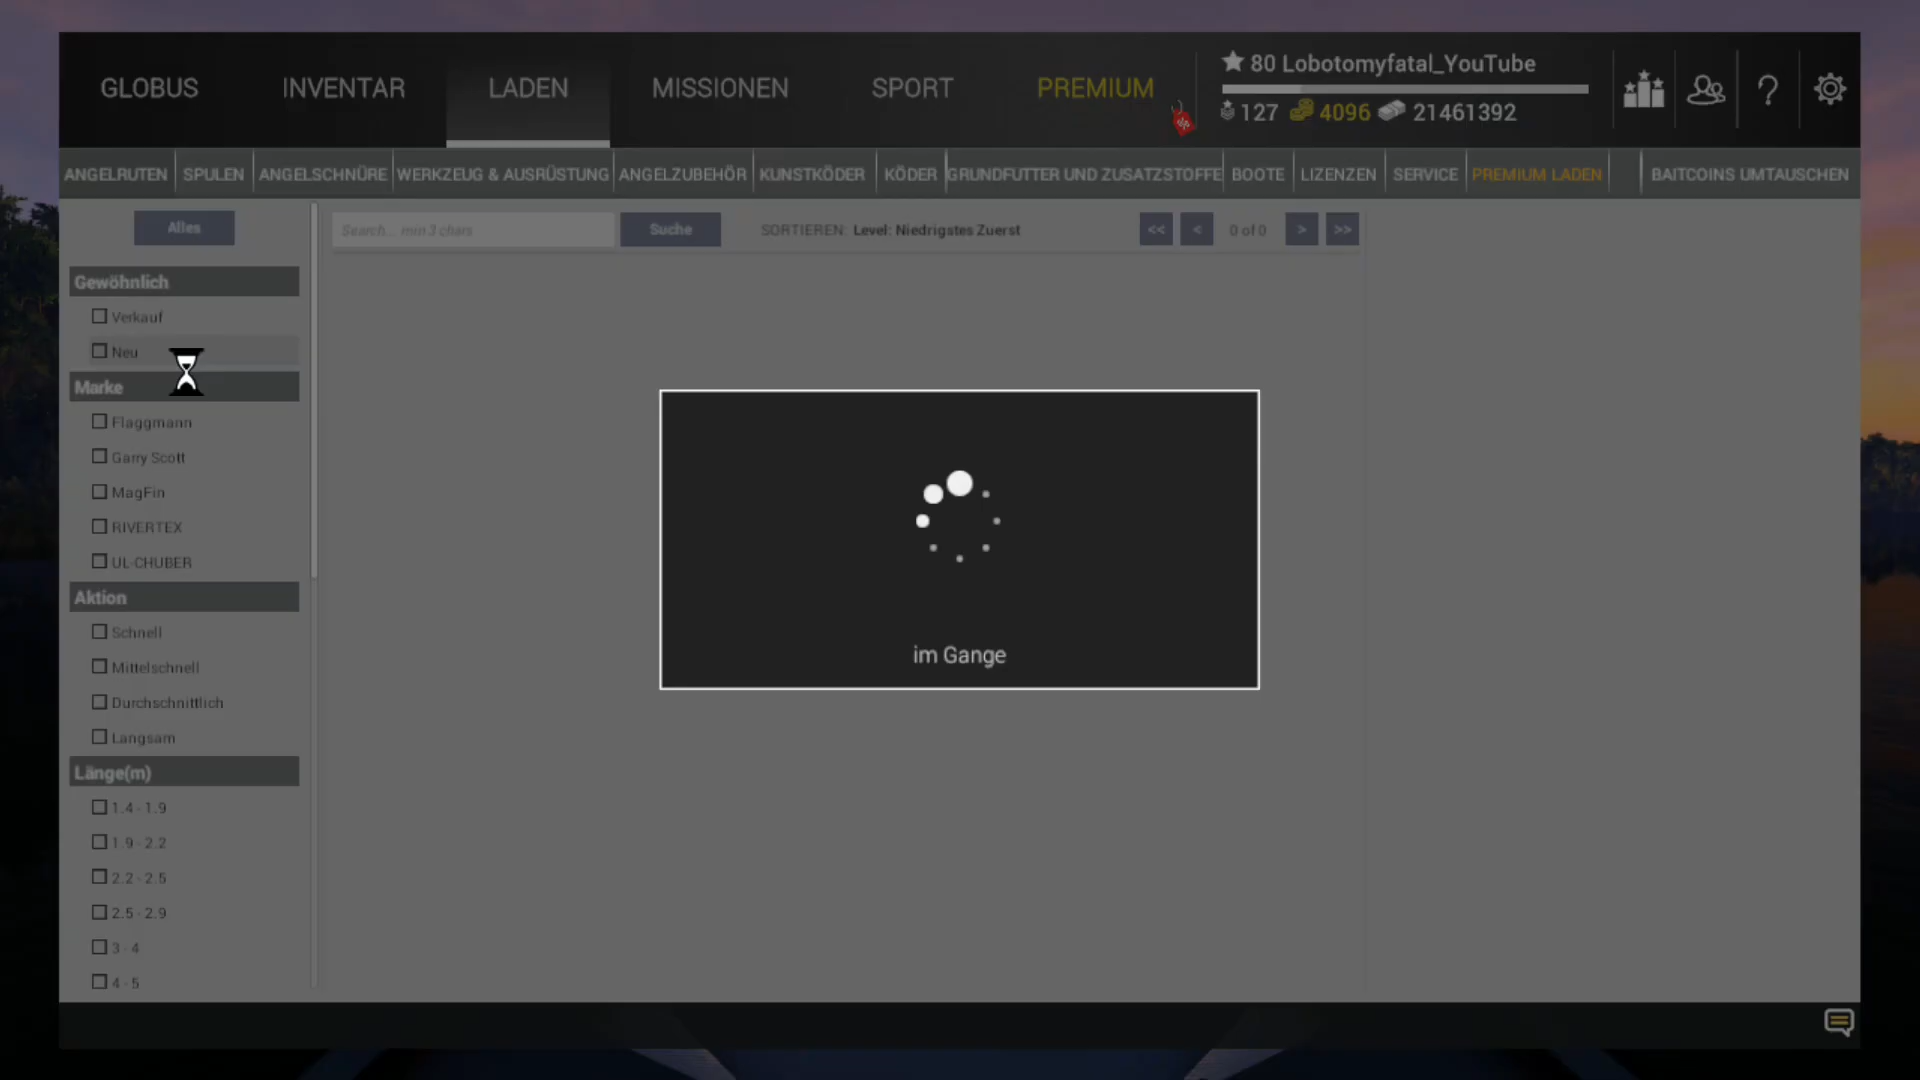 GLOBUS
INVENTAR
LADEN
MISSIONEN
SPORT
PREMIUM
80 Lobotomyfatal_YouTube
127 4096 21461392
ANGELRUTEN
SPULEN
ANGELSCHNÜRE
WERKZEUG & AUSRÜSTUNG
ANGELZUBEHÖR
KUNSTKÖDER
KÖDER
GRUNDFUTTER UND ZUSATZSTOFFE
BOOTE
LIZENZEN
SERVICE
PREMIUM LADEN
BAITCOINS UMTAUSCHEN
Alles
Search... min 3 chars
Suche
SORTIEREN: Level: Niedrigstes Zuerst
<<
<
0 of 0
>
>>
Gewöhnlich
Verkauf
Neu
Marke
Flaggmann
Garry Scott
MagFin
RIVERTEX
UL-CHUBER
Aktion
Schnell
Mittelschnell
Durchschnittlich
Langsam
Länge(m)
1.4 - 1.9
1.9 - 2.2
2.2 - 2.5
2.5 - 2.9
3 - 4
4 - 5
im Gange